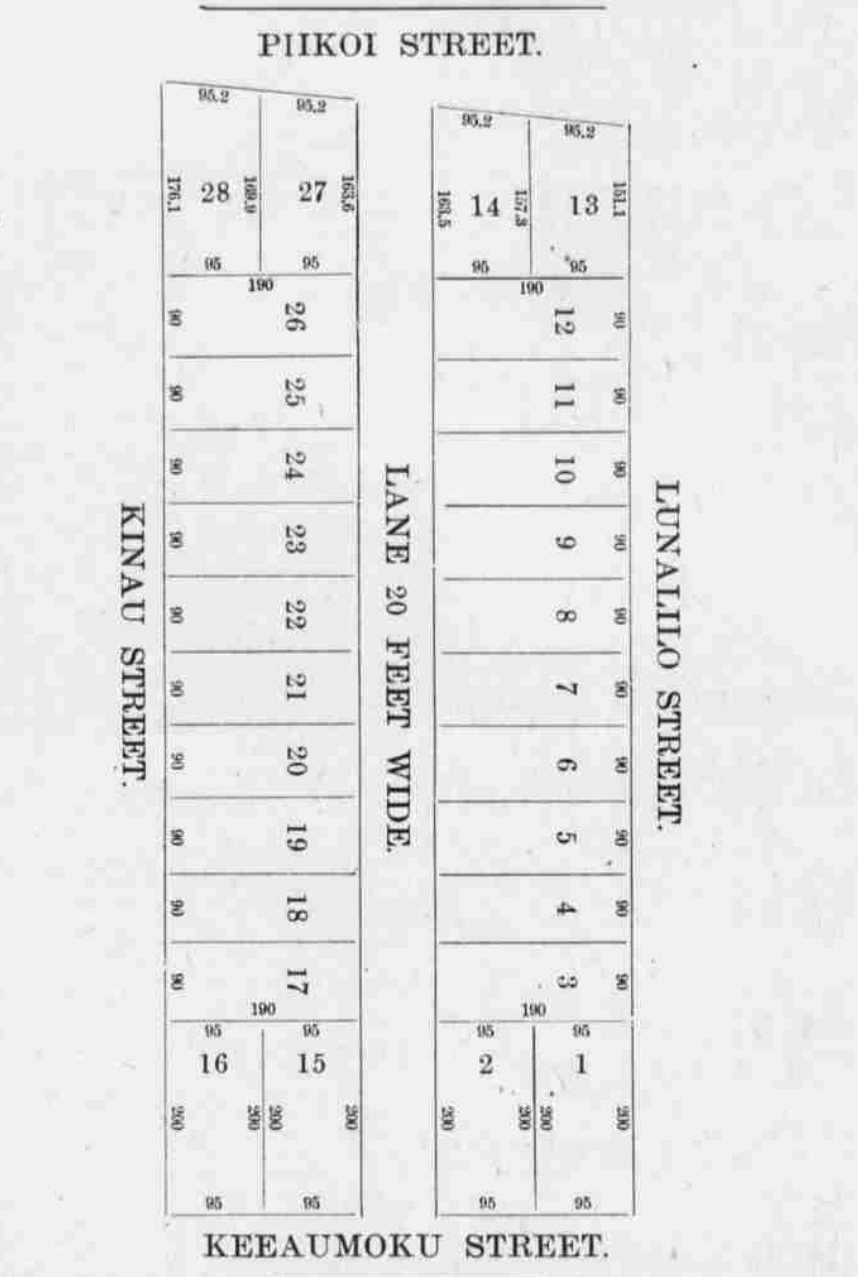 PIIKOI STREET.
95.2 95.2 95.2 95.2
176.1 28 169.9 27 163.6
163.5 14 157.3 13 151.1
95 95 95 95
190 190
90 26 12 90
90 25 11 90
90 24 10 90
90 23 9 90
90 22 8 90
90 21 7 90
90 20 6 90
90 19 5 90
90 18 4 90
90 17 3 90
KINAU STREET.
LANE 20 FEET WIDE.
LUNALILO STREET.
190 190
95 95 95 95
16 15 2 1
200 200 200 200 200 200 200 200
95 95 95 95
KEEAUMOKU STREET.